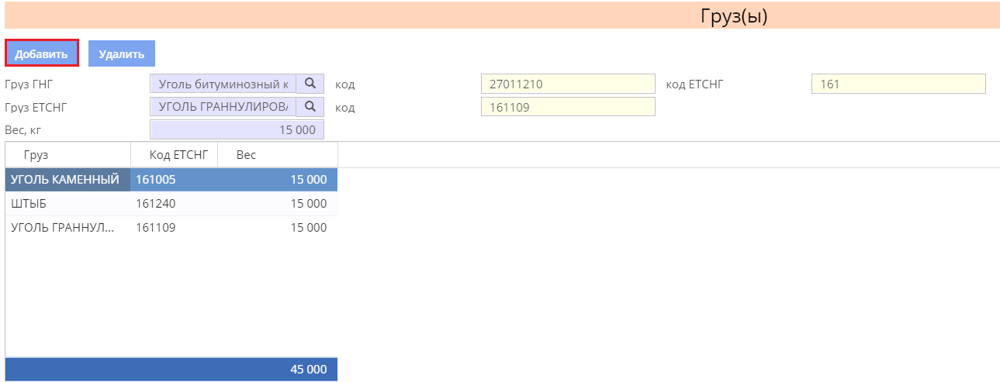 Груз(ы)
Добавить Удалить
Груз ГНГ Уголь битуминозный к код 27011210 код ЕТСНГ 161
Груз ЕТСНГ УГОЛЬ ГРАННУЛИРОВА код 161109
Вес, кг 15 000
Груз Код ЕТСНГ Вес
УГОЛЬ КАМЕННЫЙ 161005 15 000
ШТЫБ 161240 15 000
УГОЛЬ ГРАННУЛ... 161109 15 000
45 000